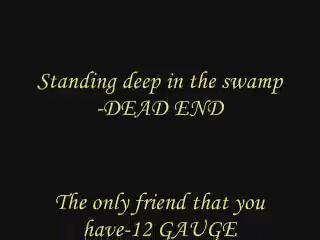 Standing deep in the swamp
-DEAD END
The only friend that you
have-12 GAUGE